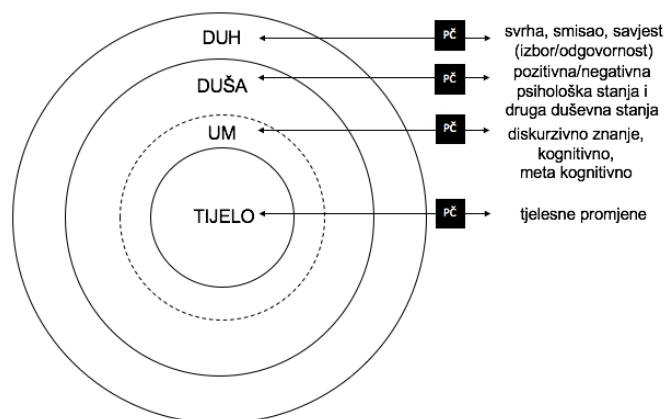 DUH
PČ
svrha, smisao, savjest
(izbor/odgovornost)
DUŠA
PČ
pozitivna/negativna
psihološka stanja i
druga duševna stanja
UM
PČ
diskurzivno znanje,
kognitivno,
meta kognitivno
TIJELO
PČ
tjelesne promjene